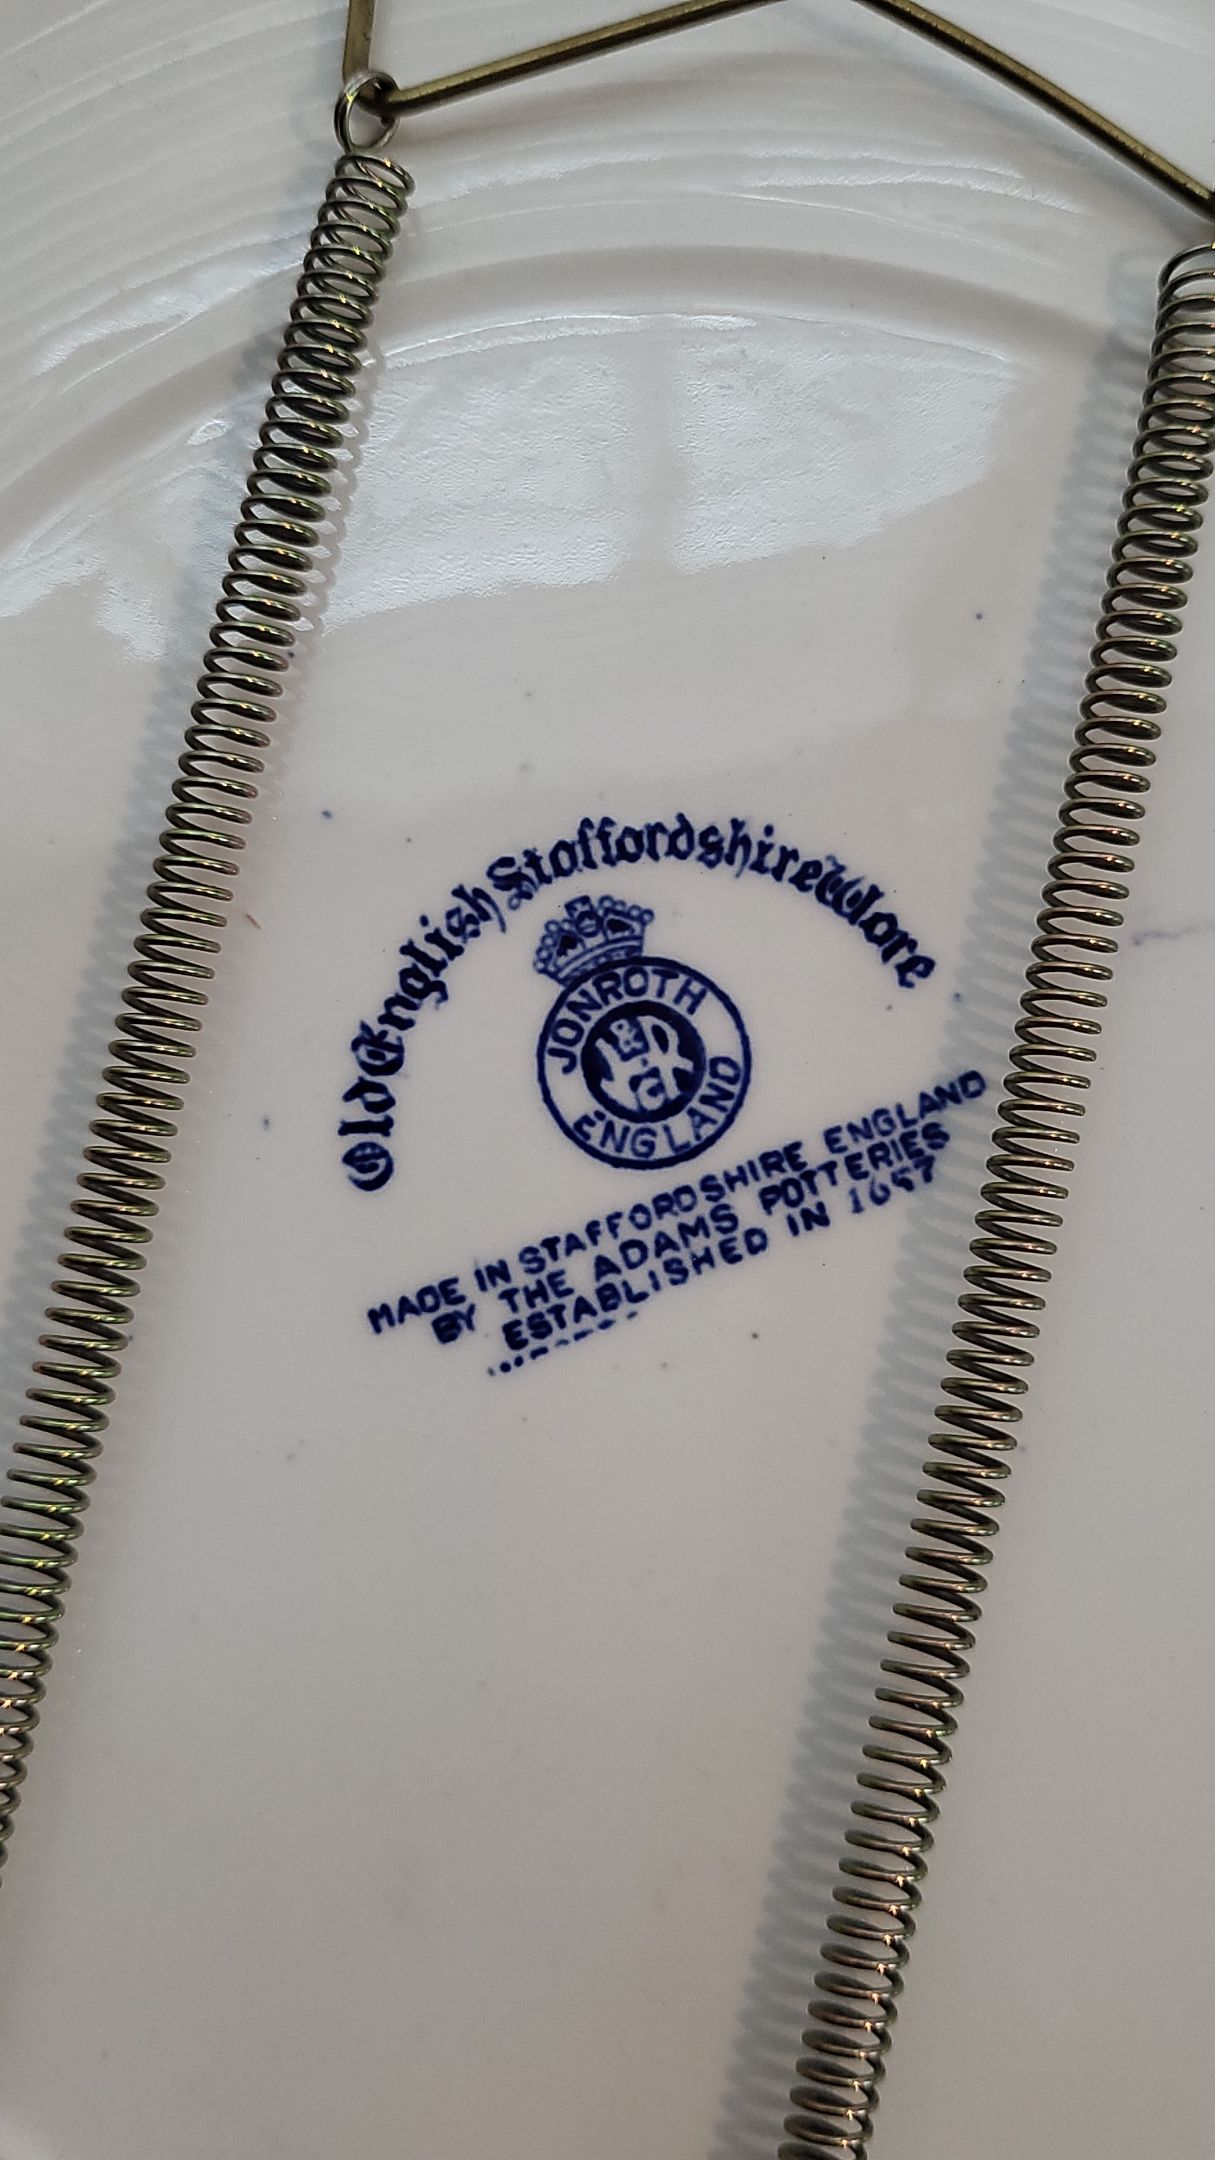 Old English Staffordshire Ware
JONROTH
ENGLAND
MADE IN STAFFORDSHIRE ENGLAND
BY THE ADAMS POTTERIES
ESTABLISHED IN 1657